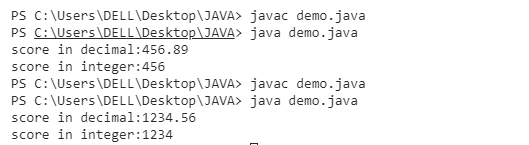 PS C:\Users\DELL\Desktop\JAVA> javac demo.java
PS C:\Users\DELL\Desktop\JAVA> java demo.java
score in decimal:456.89
score in integer:456
PS C:\Users\DELL\Desktop\JAVA> javac demo.java
PS C:\Users\DELL\Desktop\JAVA> java demo.java
score in decimal:1234.56
score in integer:1234